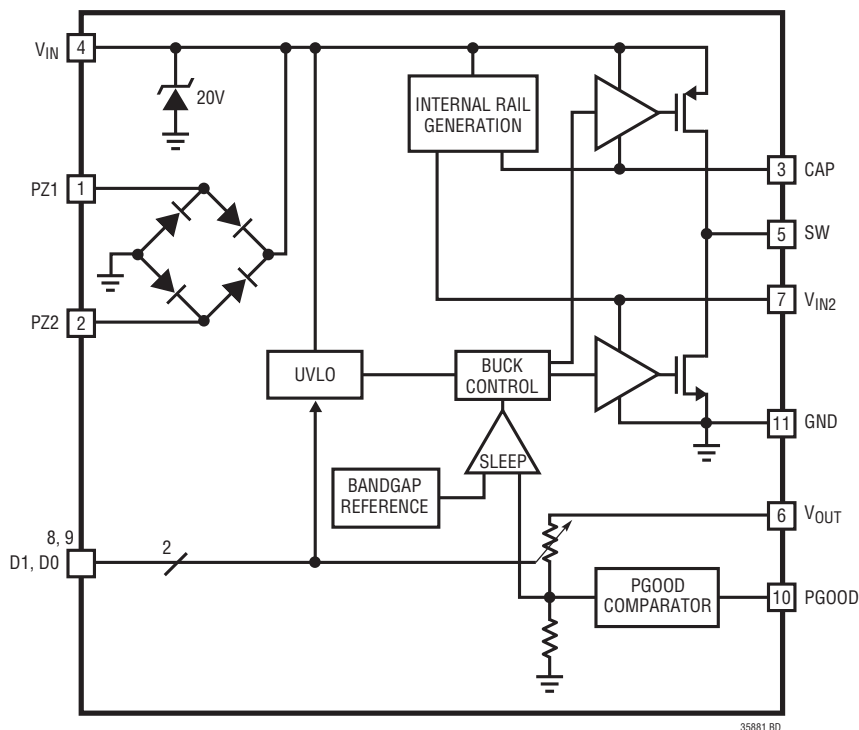 VIN
4
20V
INTERNAL RAIL
GENERATION
3
CAP
PZ1
1
5
SW
7
VIN2
PZ2
2
UVLO
BUCK
CONTROL
11
GND
SLEEP
BANDGAP
REFERENCE
6
VOUT
8, 9
D1, D0
2
PGOOD
COMPARATOR
10
PGOOD
35881 BD